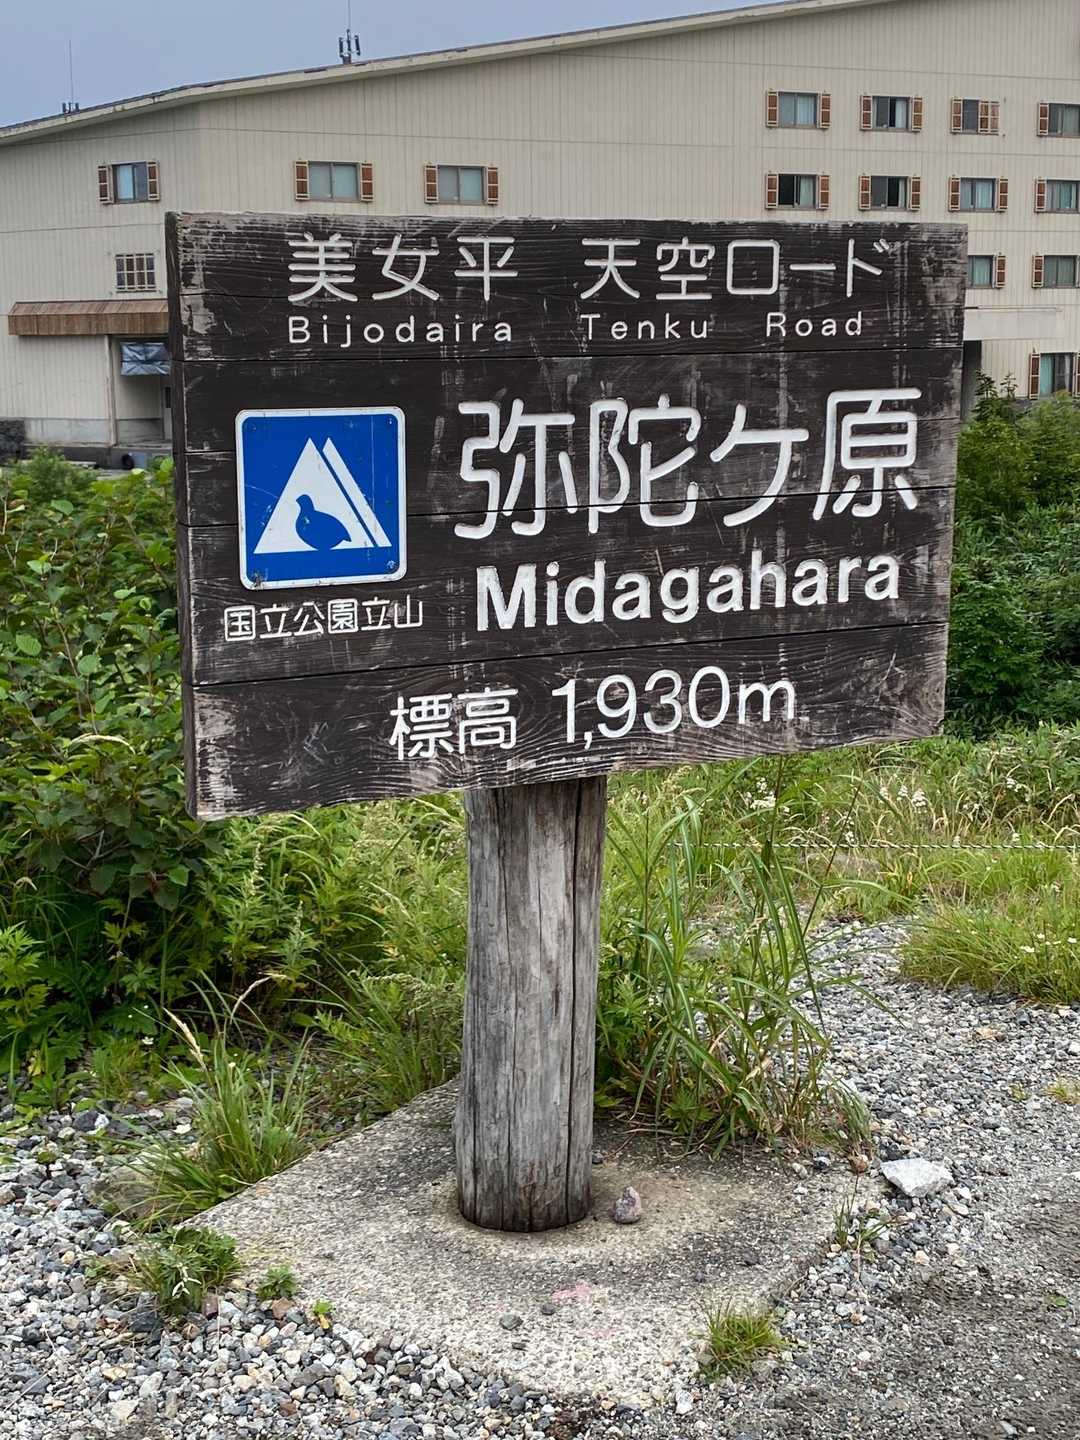 美女平 天空ロード
Bijodaira Tenku Road
弥陀ケ原
Midagahara
国立公園立山
標高 1,930m